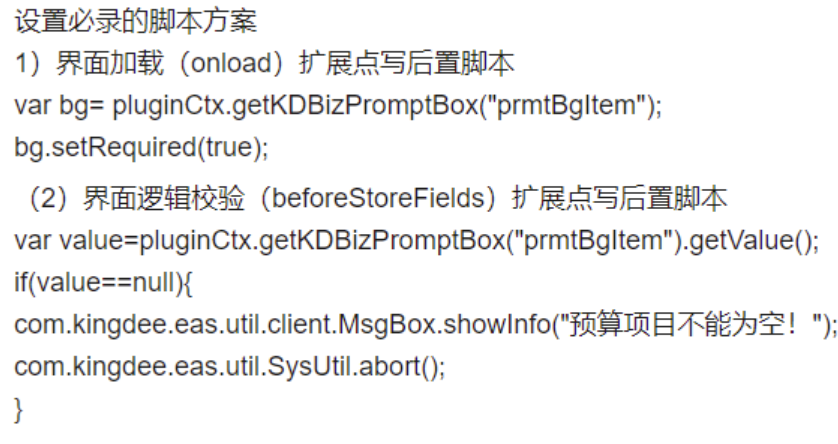 设置必录的脚本方案
1）界面加载（onload）扩展点写后置脚本
var bg= pluginCtx.getKDBizPromptBox("prmtBgItem");
bg.setRequired(true);
（2）界面逻辑校验（beforeStoreFields）扩展点写后置脚本
var value=pluginCtx.getKDBizPromptBox("prmtBgItem").getValue();
if(value==null){
com.kingdee.eas.util.client.MsgBox.showInfo("预算项目不能为空！");
com.kingdee.eas.util.SysUtil.abort();
}